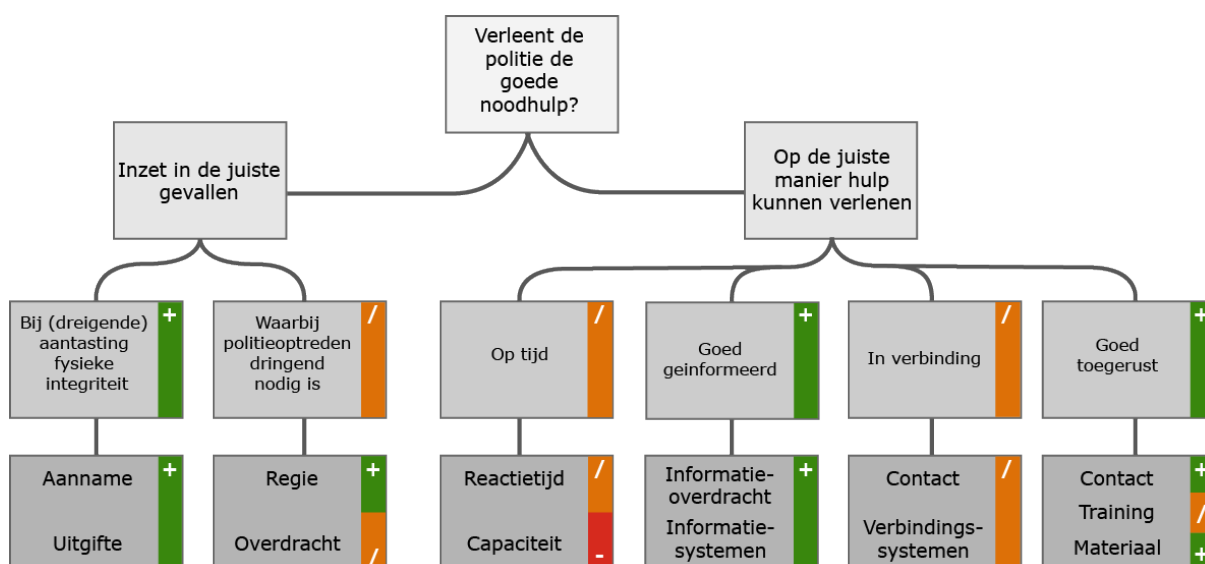 Verleent de
politie de
goede
noodhulp?
Inzet in de juiste
gevallen
Op de juiste
manier hulp
kunnen verlenen
Bij (dreigende)
aantasting
fysieke
integriteit
+
Waarbij
politieoptreden
dringend
nodig is
/
Op tijd
/
Goed
geinformeerd
+
In verbinding
/
Goed
toegerust
+
Aanname
+
Uitgifte
Regie
+
Overdracht
/
Reactietijd
/
Capaciteit
-
Informatie-
overdracht
+
Informatie-
systemen
Contact
/
Verbindings-
systemen
Contact
+
Training
/
Materiaal
+